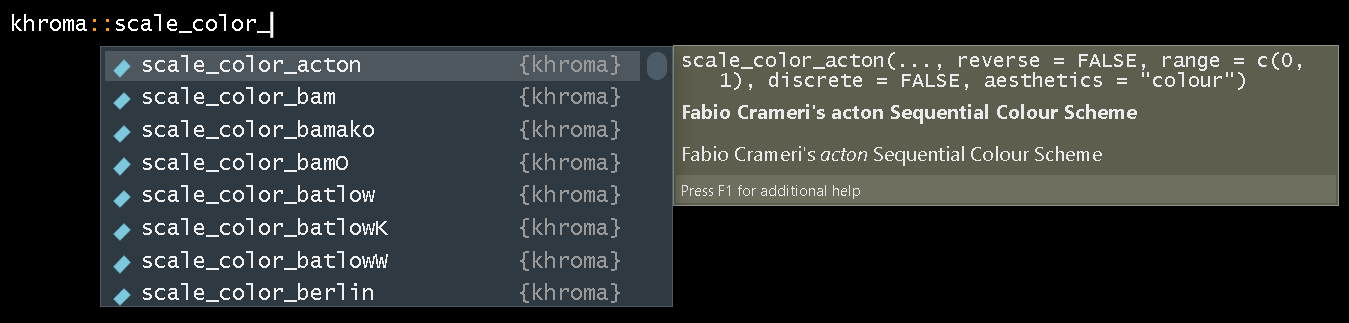 khroma::scale_color_
scale_color_acton {khroma}
scale_color_bam {khroma}
scale_color_bamako {khroma}
scale_color_bamO {khroma}
scale_color_batlow {khroma}
scale_color_batlowK {khroma}
scale_color_batlowW {khroma}
scale_color_berlin {khroma}
scale_color_acton(..., reverse = FALSE, range = c(0,
1), discrete = FALSE, aesthetics = "colour")
Fabio Crameri's acton Sequential Colour Scheme
Fabio Crameri's acton Sequential Colour Scheme
Press F1 for additional help